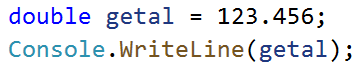 double getal = 123.456;
Console.WriteLine(getal);